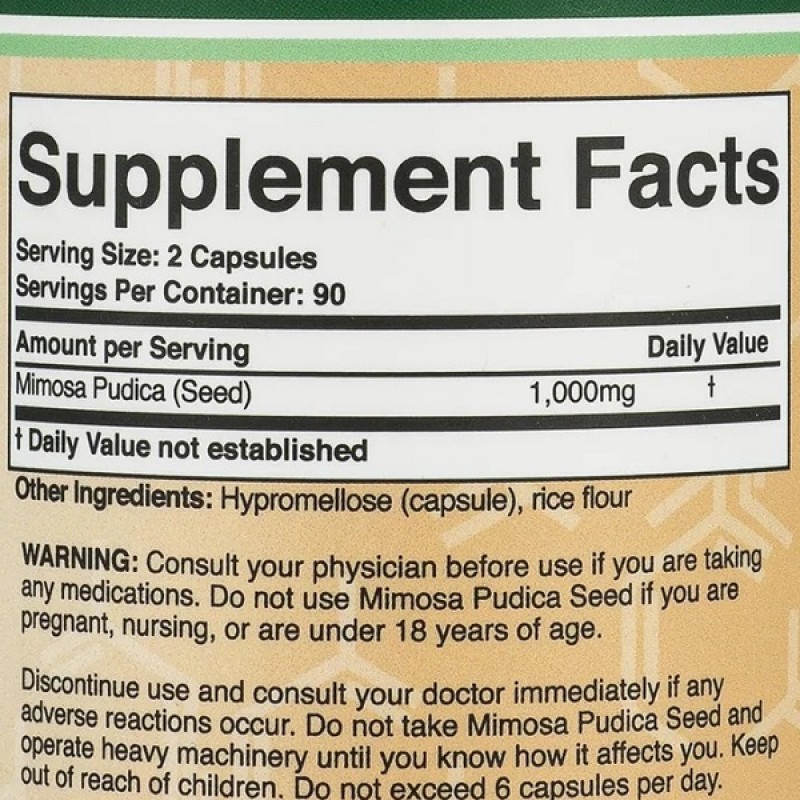 Supplement Facts
Serving Size: 2 Capsules
Servings Per Container: 90
Amount per Serving Daily Value
Mimosa Pudica (Seed) 1,000mg †
† Daily Value not established
Other Ingredients: Hypromellose (capsule), rice flour
WARNING: Consult your physician before use if you are taking
any medications. Do not use Mimosa Pudica Seed if you are
pregnant, nursing, or are under 18 years of age.
Discontinue use and consult your doctor immediately if any
adverse reactions occur. Do not take Mimosa Pudica Seed and
operate heavy machinery until you know how it affects you. Keep
out of reach of children. Do not exceed 6 capsules per day.